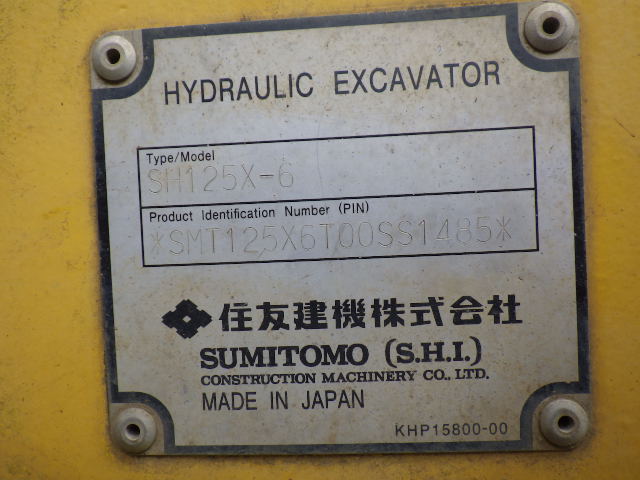 HYDRAULIC EXCAVATOR
Type/Model
SH125X-6
Product Identification Number (PIN)
*SMT125X6T00SS1485*
住友建機株式会社
SUMITOMO (S.H.I.)
CONSTRUCTION MACHINERY CO., LTD.
MADE IN JAPAN
KHP15800-00